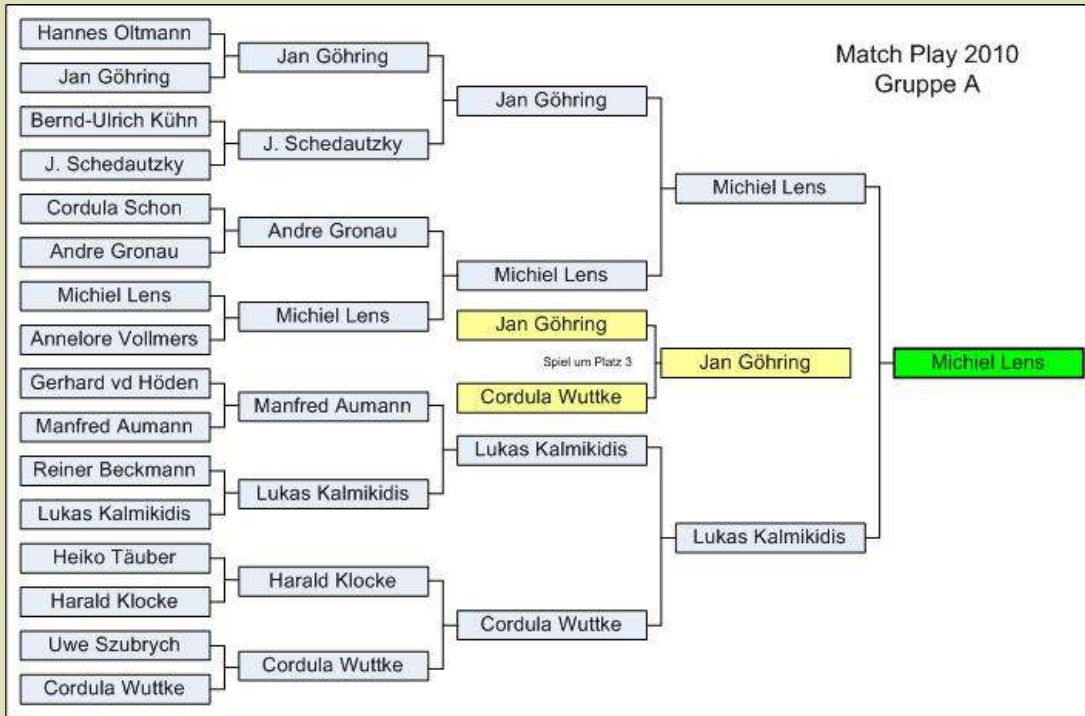 Match Play 2010
Gruppe A
Hannes Oltmann
Jan Göhring
Bernd-Ulrich Kühn
J. Schedautzky
Cordula Schon
Andre Gronau
Michiel Lens
Annelore Vollmers
Gerhard vd Höden
Manfred Aumann
Reiner Beckmann
Lukas Kalmikidis
Heiko Täuber
Harald Klocke
Uwe Szubrych
Cordula Wuttke
Jan Göhring
J. Schedautzky
Andre Gronau
Michiel Lens
Manfred Aumann
Lukas Kalmikidis
Harald Klocke
Cordula Wuttke
Jan Göhring
Michiel Lens
Jan Göhring
Spiel um Platz 3
Cordula Wuttke
Lukas Kalmikidis
Cordula Wuttke
Michiel Lens
Jan Göhring
Lukas Kalmikidis
Michiel Lens